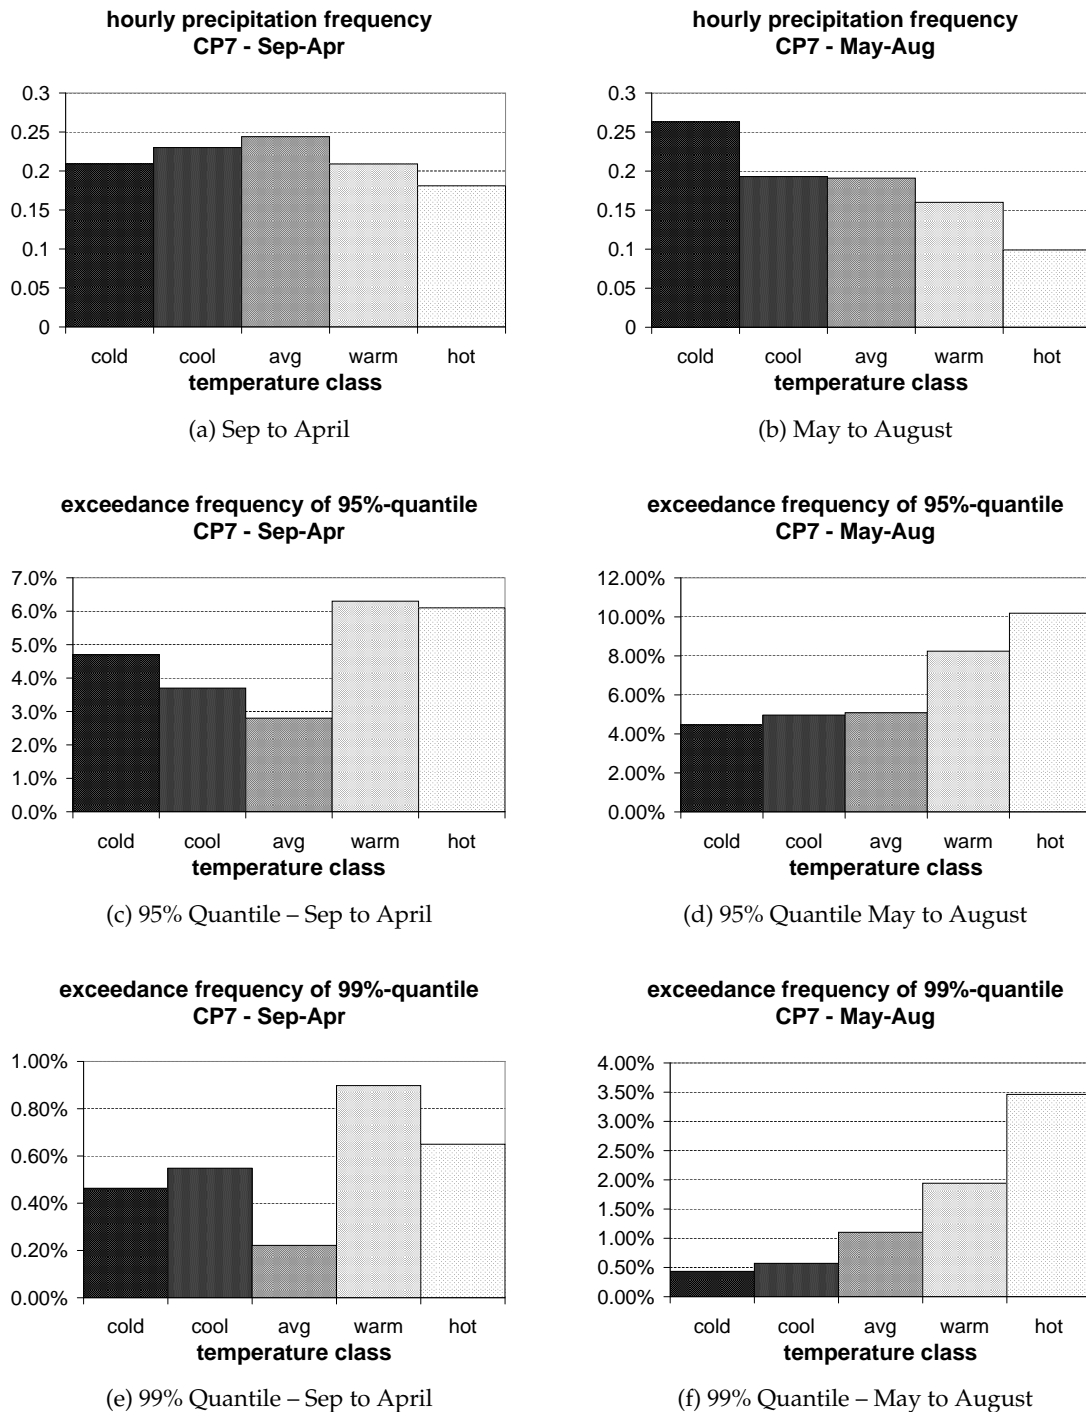 hourly precipitation frequency
CP7 - Sep-Apr
0.3
0.25
0.2
0.15
0.1
0.05
0
cold cool avg warm hot
temperature class
(a) Sep to April
hourly precipitation frequency
CP7 - May-Aug
0.3
0.25
0.2
0.15
0.1
0.05
0
cold cool avg warm hot
temperature class
(b) May to August
exceedance frequency of 95%-quantile
CP7 - Sep-Apr
7.0%
6.0%
5.0%
4.0%
3.0%
2.0%
1.0%
0.0%
cold cool avg warm hot
temperature class
(c) 95% Quantile – Sep to April
exceedance frequency of 95%-quantile
CP7 - May-Aug
12.00%
10.00%
8.00%
6.00%
4.00%
2.00%
0.00%
cold cool avg warm hot
temperature class
(d) 95% Quantile May to August
exceedance frequency of 99%-quantile
CP7 - Sep-Apr
1.00%
0.80%
0.60%
0.40%
0.20%
0.00%
cold cool avg warm hot
temperature class
(e) 99% Quantile – Sep to April
exceedance frequency of 99%-quantile
CP7 - May-Aug
4.00%
3.50%
3.00%
2.50%
2.00%
1.50%
1.00%
0.50%
0.00%
cold cool avg warm hot
temperature class
(f) 99% Quantile – May to August